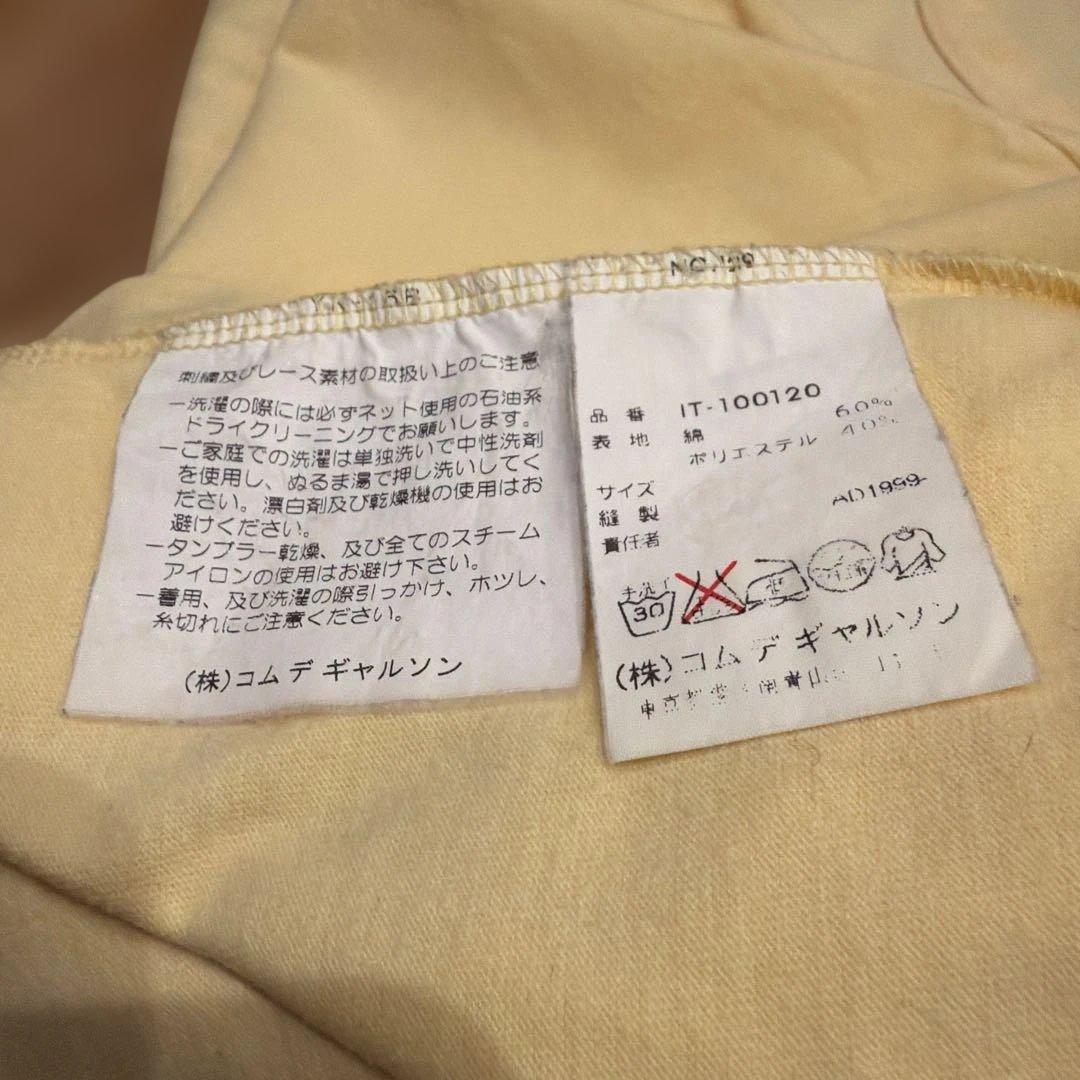 刺繍及びレース素材の取扱い上のご注意
ー洗濯の際には必ずネット使用の石油系
ドライクリーニングでお願いします。
ーご家庭での洗濯は単独洗いで中性洗剤
を使用し、ぬるま湯で押し洗いしてく
ださい。漂白剤及び乾燥機の使用はお
避けください。
ータンブラー乾燥、及び全てのスチーム
アイロンの使用はお避け下さい。
ー着用、及び洗濯の際引っかけ、ホツレ、
糸切れにご注意ください。
(株)コム デ ギャルソン
品番 IT-100120
表地 綿 60%
ポリエステル 40%
サイズ
縫製 AD1999
責任者
手洗イ
30
(株)コム デ ギャルソン
東京都